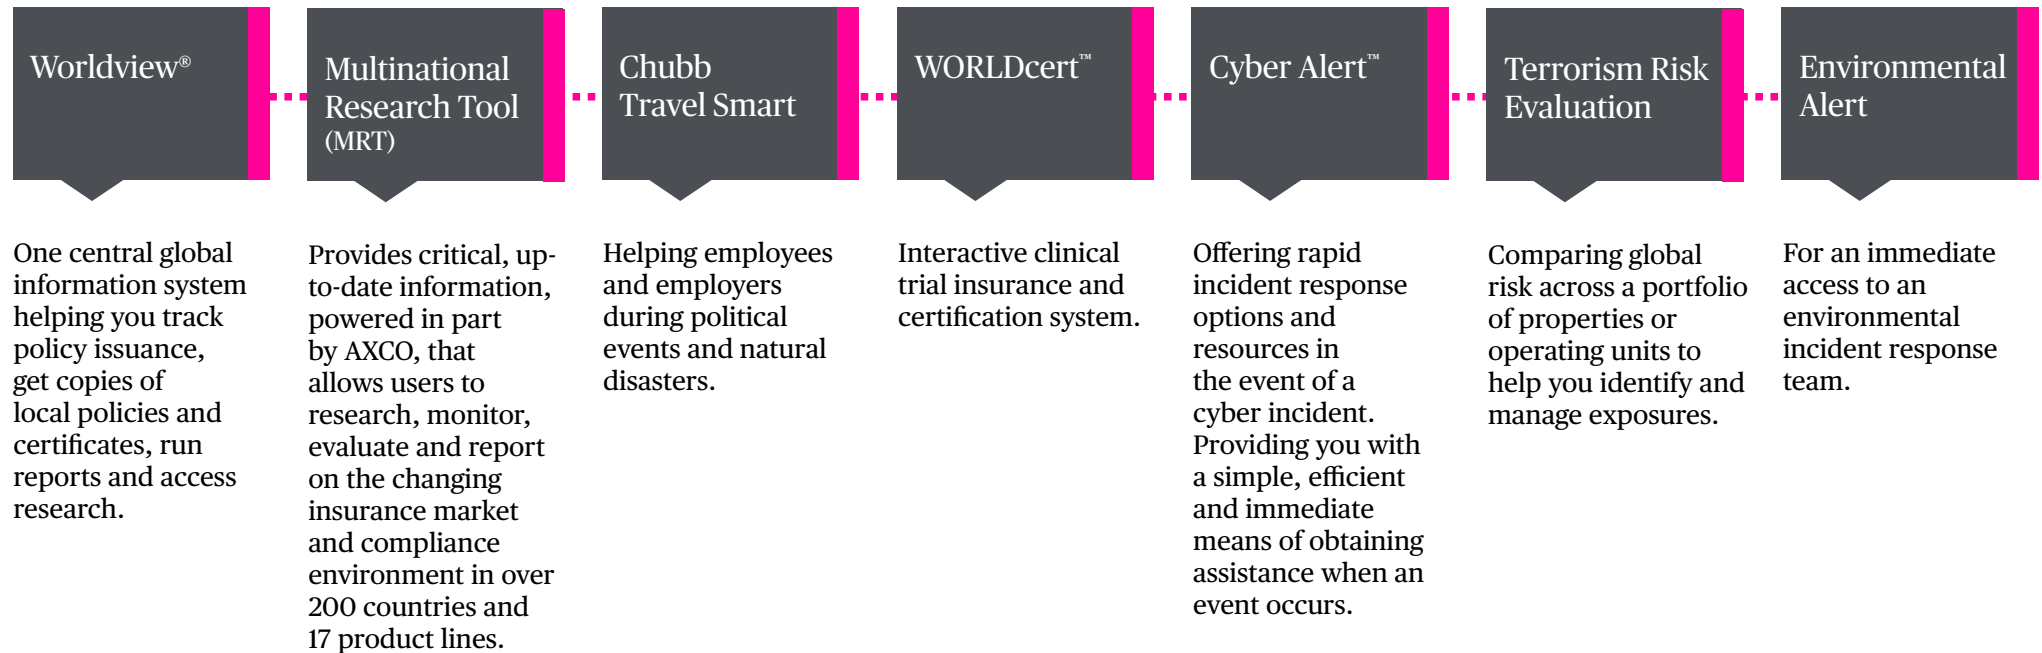 Worldview®
One central global
information system
helping you track
policy issuance,
get copies of
local policies and
certificates, run
reports and access
research.
Multinational
Research Tool
(MRT)
Provides critical, up-
to-date information,
powered in part
by AXCO, that
allows users to
research, monitor,
evaluate and report
on the changing
insurance market
and compliance
environment in over
200 countries and
17 product lines.
Chubb
Travel Smart
Helping employees
and employers
during political
events and natural
disasters.
WORLDcert™
Interactive clinical
trial insurance and
certification system.
Cyber Alert™
Offering rapid
incident response
options and
resources in
the event of a
cyber incident.
Providing you with
a simple, efficient
and immediate
means of obtaining
assistance when an
event occurs.
Terrorism Risk
Evaluation
Comparing global
risk across a portfolio
of properties or
operating units to
help you identify and
manage exposures.
Environmental
Alert
For an immediate
access to an
environmental
incident response
team.